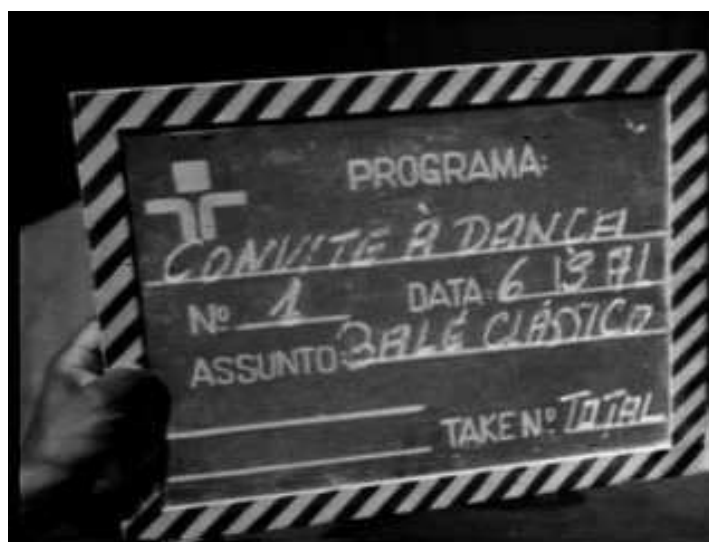 PROGRAMA:
CONVITE À DANÇA
Nº 1 DATA: 6 13 71
ASSUNTO: BALÉ CLÁSSICO
TAKE Nº: TOTAL